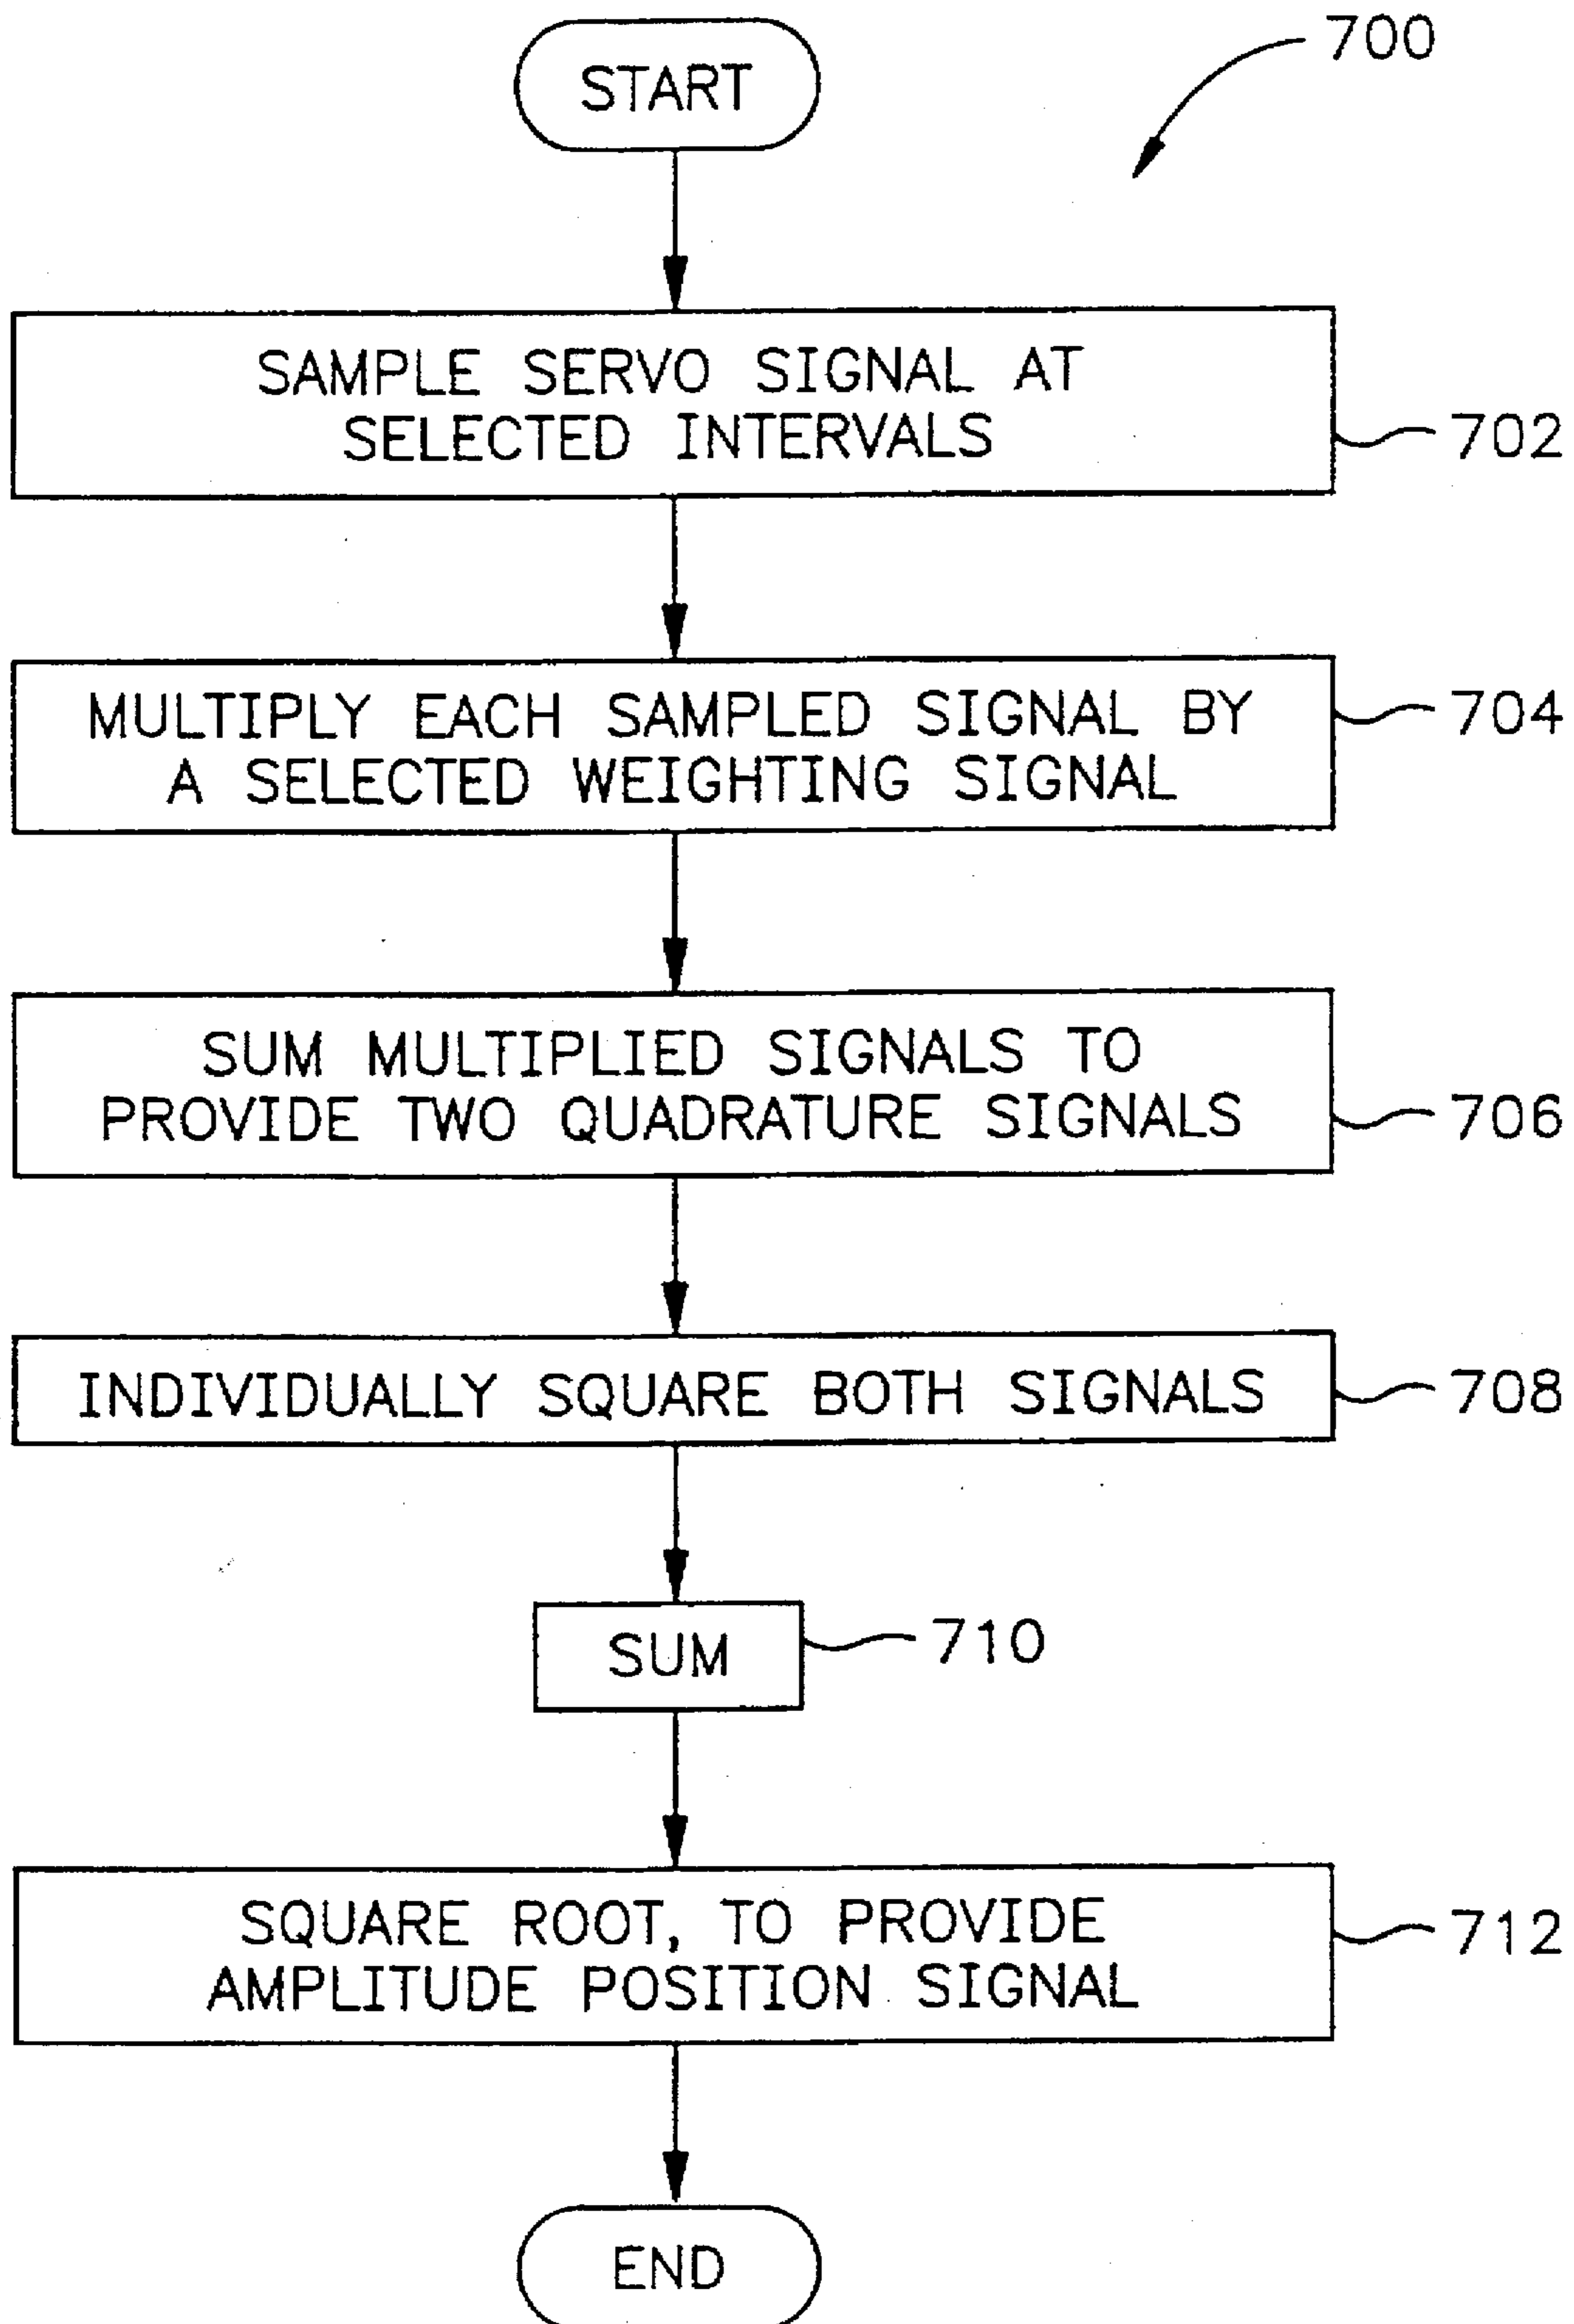 700
START
SAMPLE SERVO SIGNAL AT
SELECTED INTERVALS
702
MULTIPLY EACH SAMPLED SIGNAL BY
A SELECTED WEIGHTING SIGNAL
704
SUM MULTIPLIED SIGNALS TO
PROVIDE TWO QUADRATURE SIGNALS
706
INDIVIDUALLY SQUARE BOTH SIGNALS
708
SUM
710
SQUARE ROOT, TO PROVIDE
AMPLITUDE POSITION SIGNAL
712
END